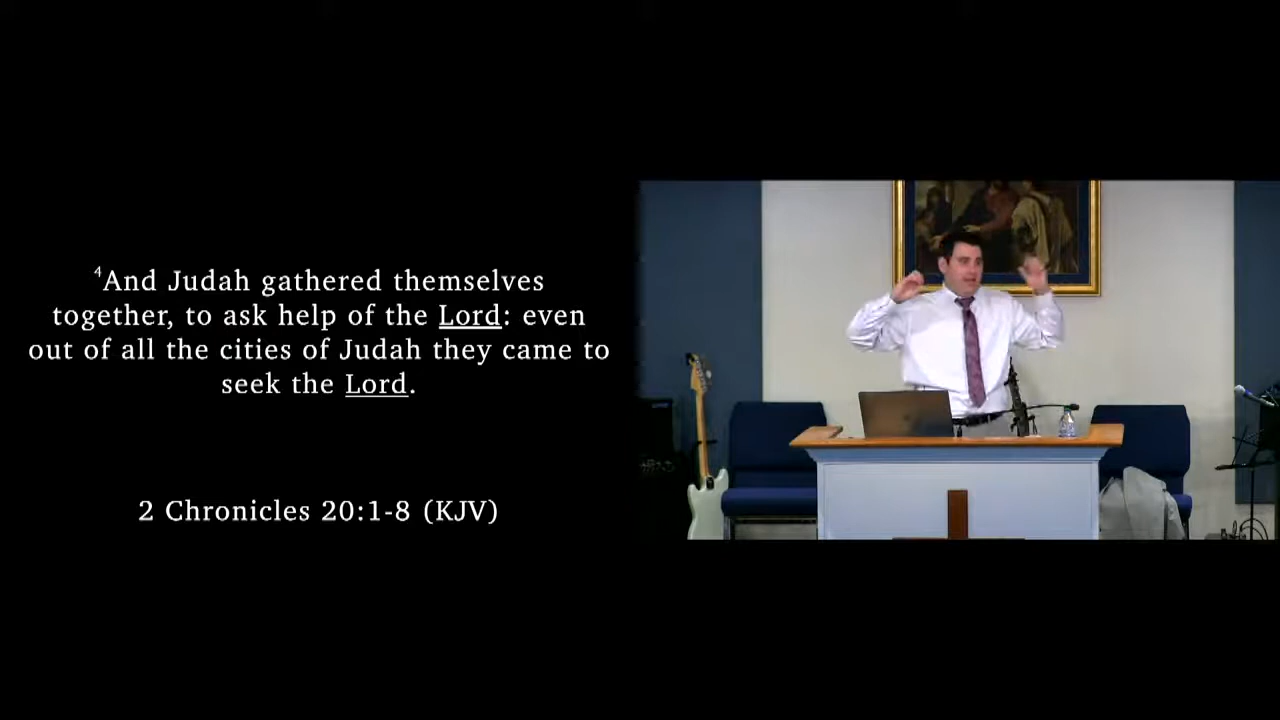 ⁴And Judah gathered themselves
together, to ask help of the Lord: even
out of all the cities of Judah they came to
seek the Lord.
2 Chronicles 20:1-8 (KJV)